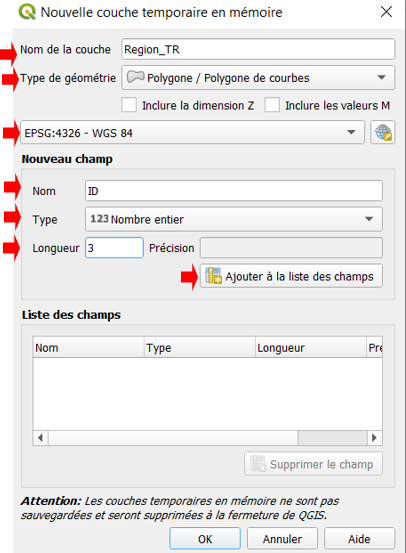 Nouvelle couche temporaire en mémoire
Nom de la couche Region_TR
Type de géométrie Polygone / Polygone de courbes
Inclure la dimension Z Inclure les valeurs M
EPSG:4326 - WGS 84
Nouveau champ
Nom ID
Type 123 Nombre entier
Longueur 3 Précision
Ajouter à la liste des champs
Liste des champs
Nom Type Longueur Pré
Supprimer le champ
Attention: Les couches temporaires en mémoire ne sont pas
sauvegardées et seront supprimées à la fermeture de QGIS.
OK Annuler Aide